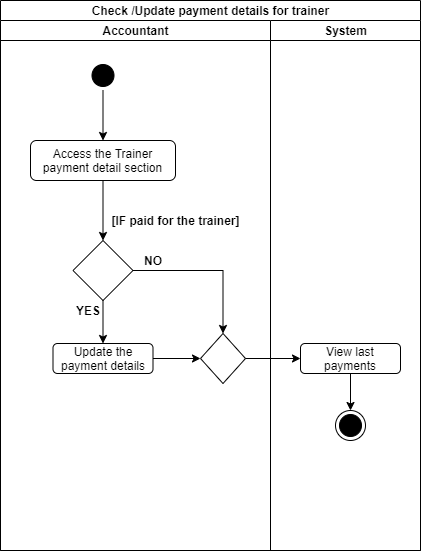 Check /Update payment details for trainer
Accountant
System
Access the Trainer
payment detail section
[IF paid for the trainer]
NO
YES
Update the
payment details
View last
payments